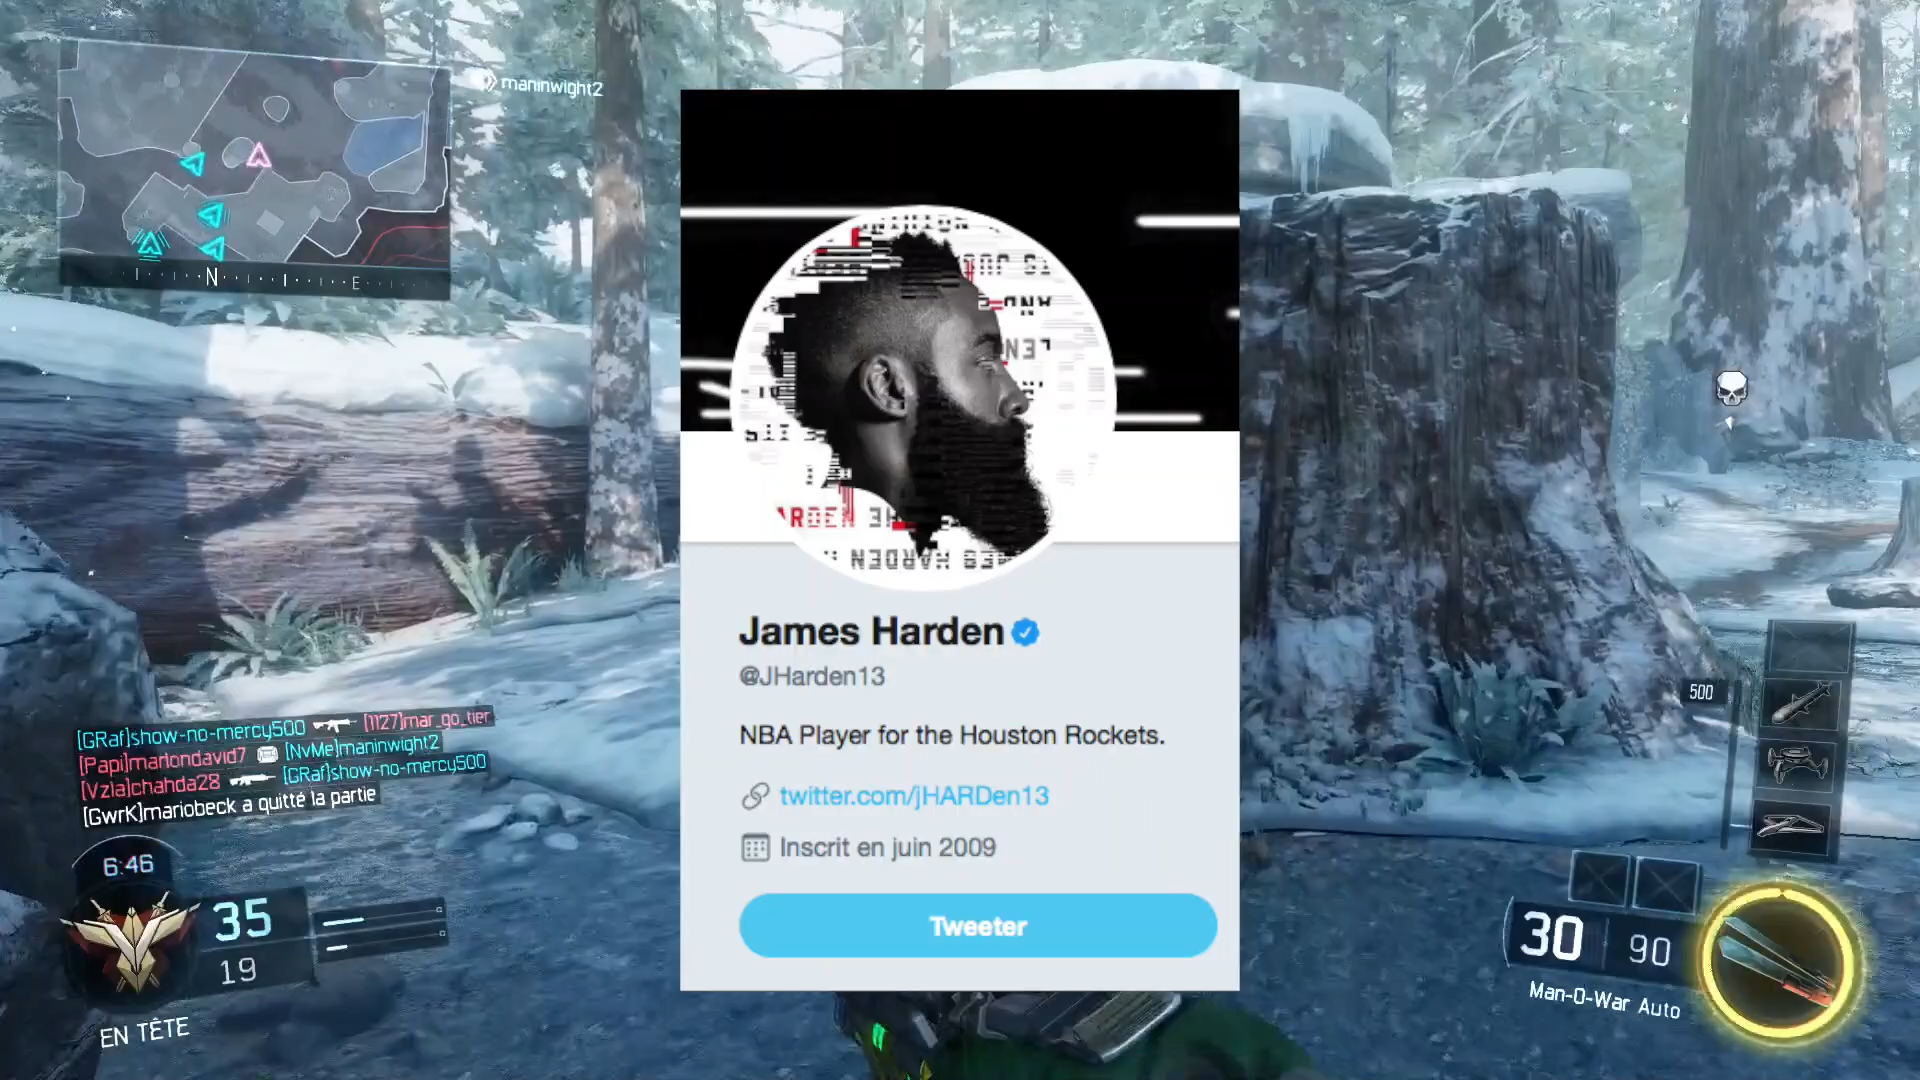 maninwight2
N
E
James Harden
@JHarden13
NBA Player for the Houston Rockets.
twitter.com/jHARDen13
Inscrit en juin 2009
Tweeter
[GRaf]show-no-mercy500 [1127]mar_go_tier
[Papi]marlondavid7 [NvMe]maninwight2
[Vzla]chahda28 [GRaf]show-no-mercy500
[GwrK]mariobeck a quitté la partie
6:46
35
19
EN TÊTE
500
30 90
Man-O-War Auto